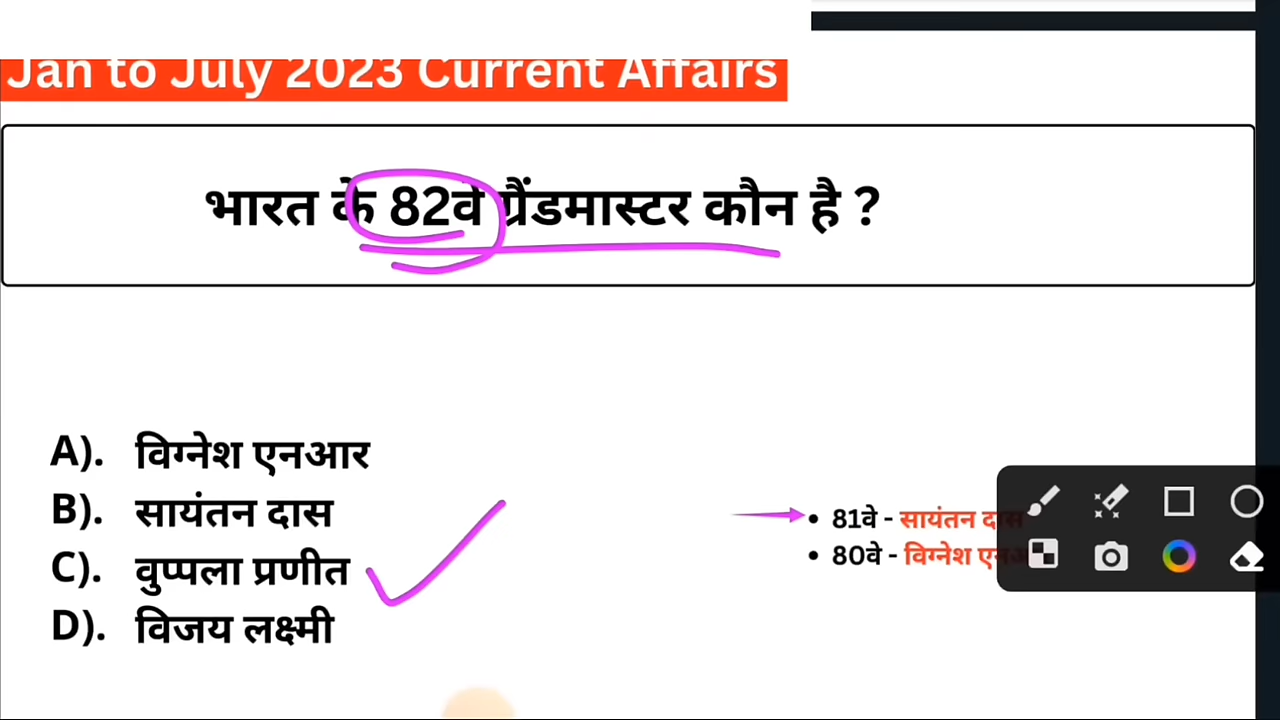 Jan to July 2023 Current Affairs
भारत के 82वे ग्रैंडमास्टर कौन है ?
A). विग्नेश एनआर
B). सायंतन दास
C). वुप्पला प्रणीत
D). विजय लक्ष्मी
• 81वे - सायंतन दास
• 80वे - विग्नेश